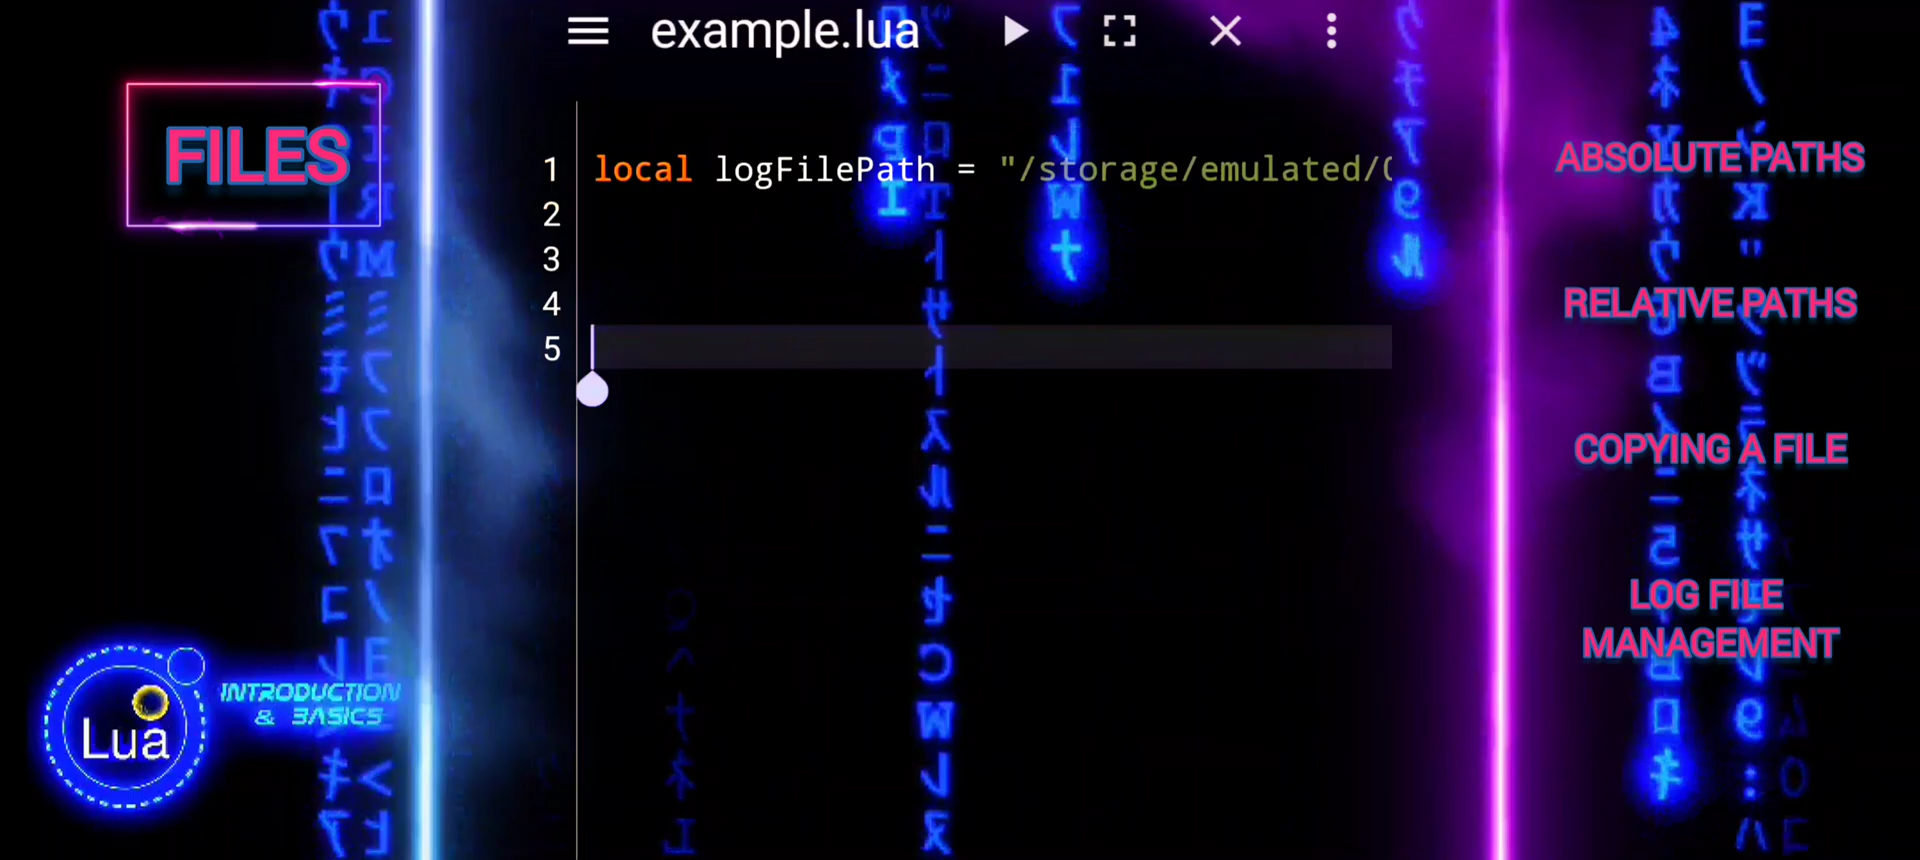 example.lua
FILES
1 local logFilePath = "/storage/emulated/0
2
3
4
5
ABSOLUTE PATHS
RELATIVE PATHS
COPYING A FILE
LOG FILE
MANAGEMENT
Lua
INTRODUCTION
& BASICS